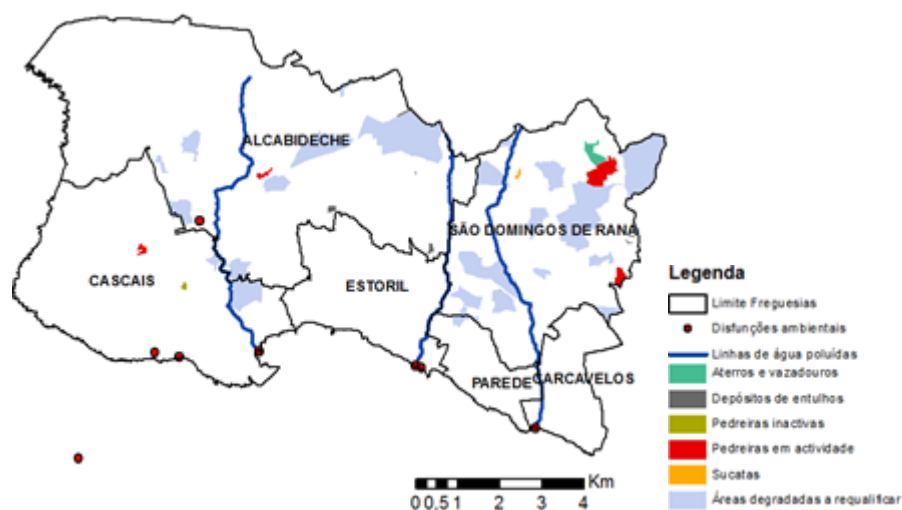 ALCABIDECHE
SÃO DOMINGOS DE RANA
CASCAIS
ESTORIL
PAREDE
CARCAVELOS
Legenda
Limite Freguesias
Disfunções ambientais
Linhas de água poluídas
Aterros e vazadouros
Depósitos de entulhos
Pedreiras inactivas
Pedreiras em actividade
Sucatas
Áreas degradadas a requalificar
Km
0 0,5 1 2 3 4